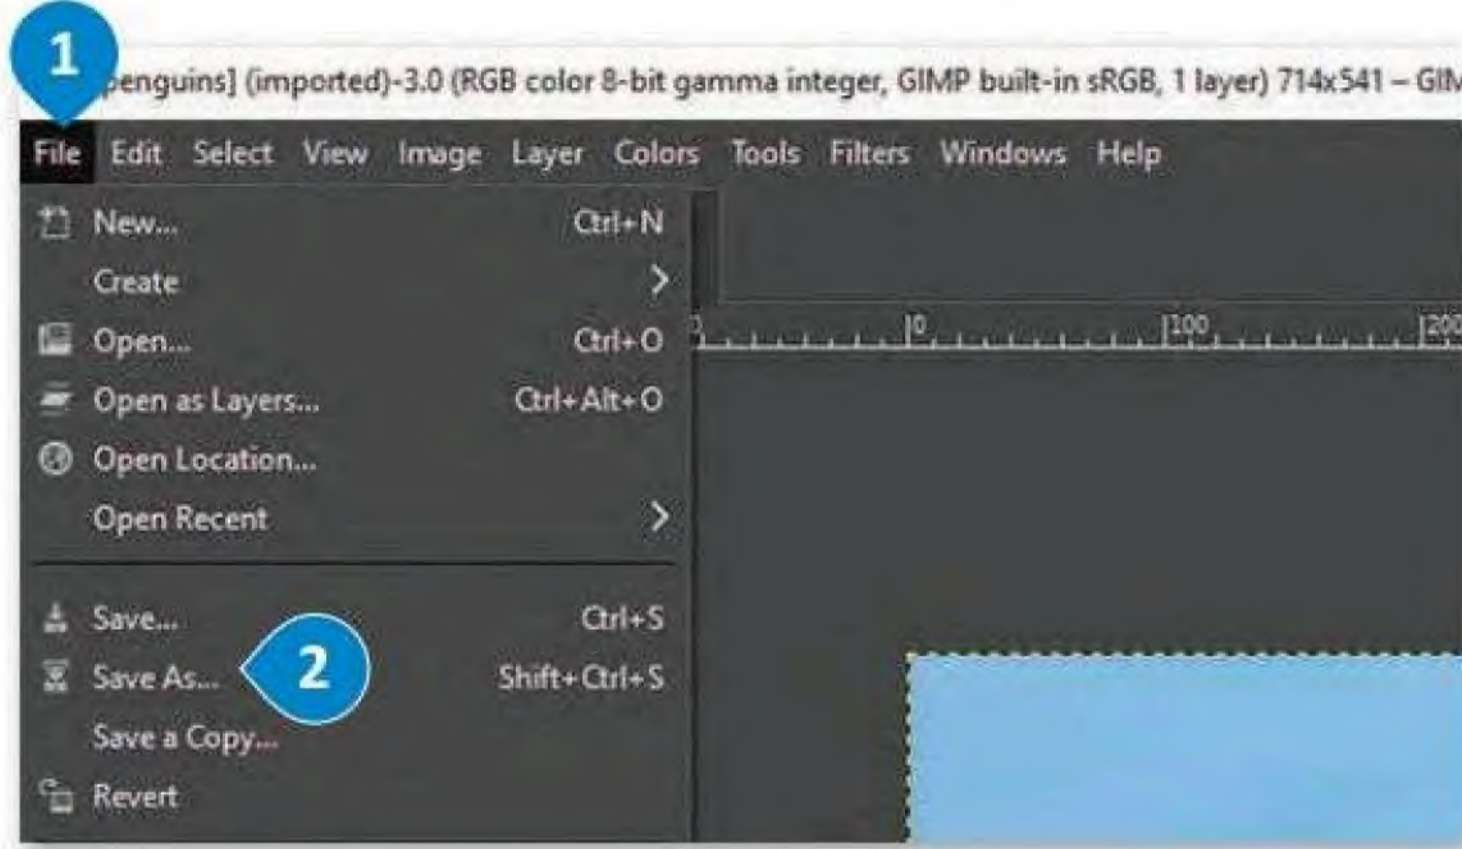 1
penguins] (imported)-3.0 (RGB color 8-bit gamma integer, GIMP built-in sRGB, 1 layer) 714x541 – GIM
File Edit Select View Image Layer Colors Tools Filters Windows Help
New... Ctrl+N
Create
Open... Ctrl+O
0 100 200
Open as Layers... Ctrl+Alt+O
Open Location...
Open Recent
Save... Ctrl+S
Save As... 2 Shift+Ctrl+S
Save a Copy...
Revert